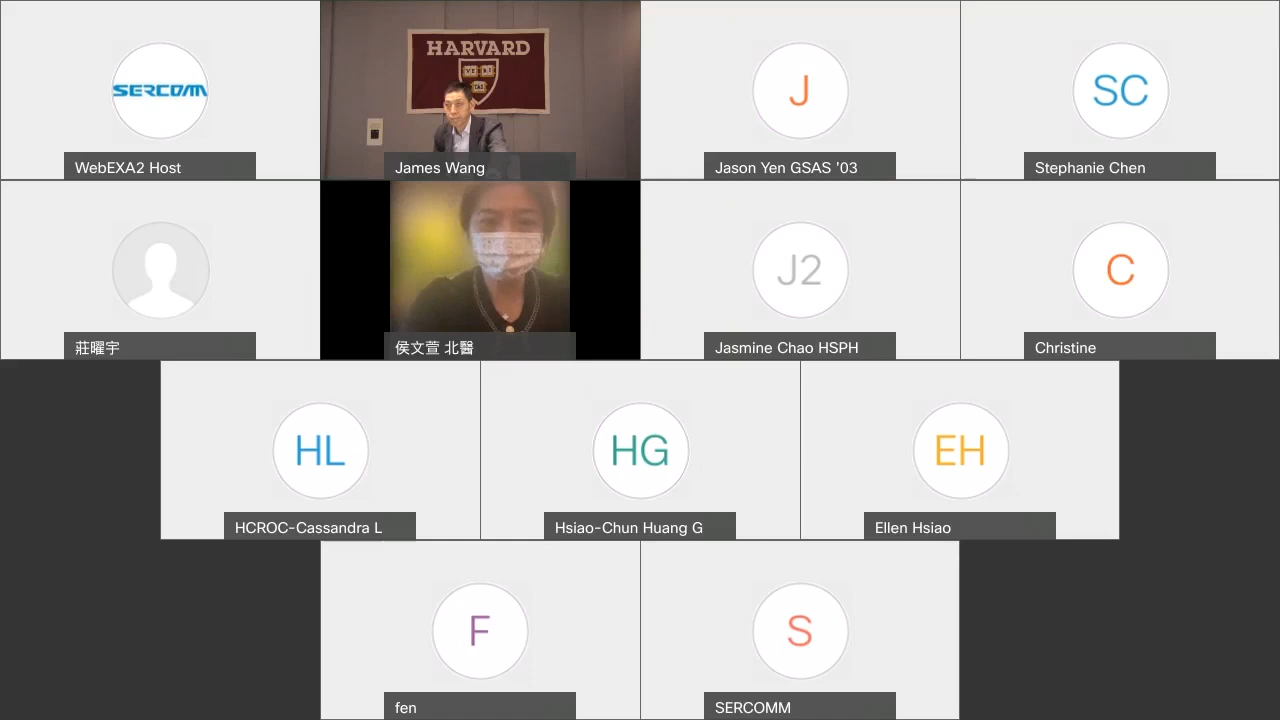 SERCOMM
WebEXA2 Host
HARVARD
James Wang
J
Jason Yen GSAS '03
SC
Stephanie Chen
莊曜宇
侯文萱 北醫
J2
Jasmine Chao HSPH
C
Christine
HL
HCROC-Cassandra L
HG
Hsiao-Chun Huang G
EH
Ellen Hsiao
F
fen
S
SERCOMM